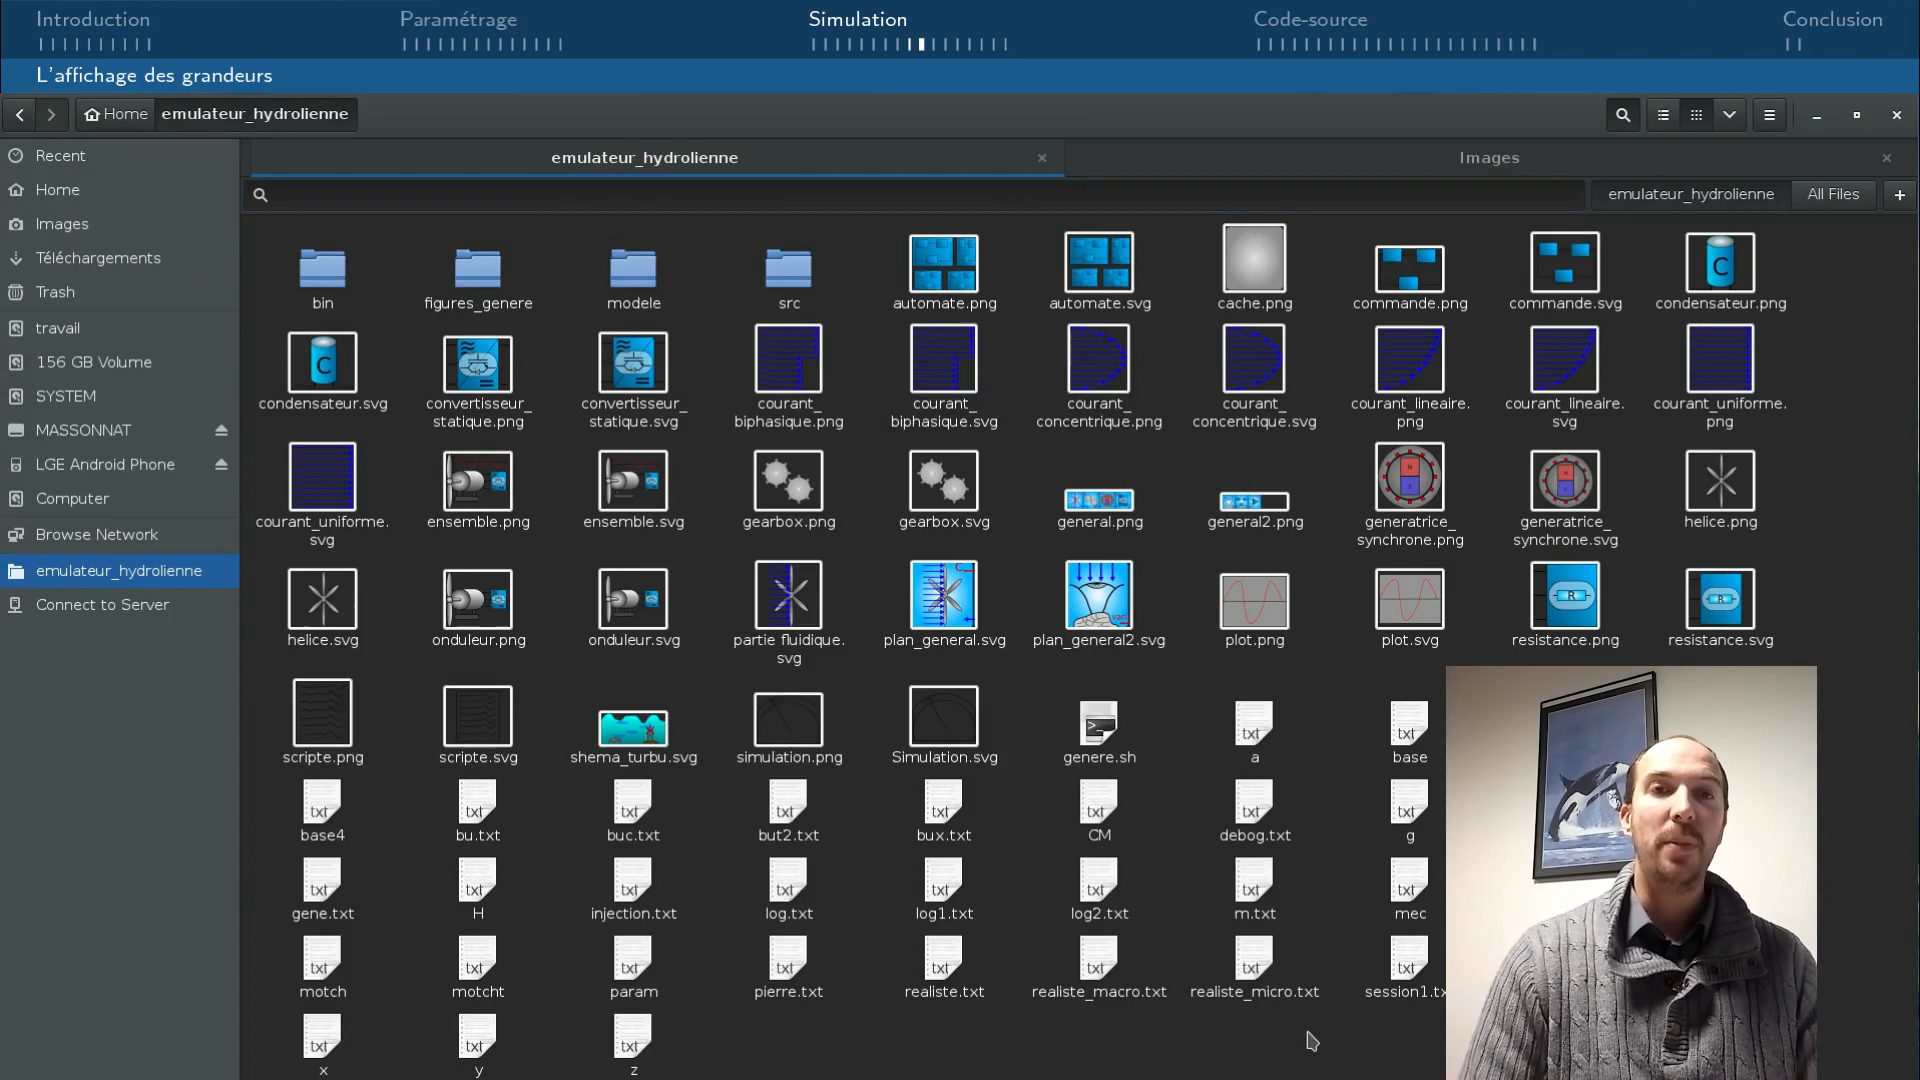 Introduction
Paramétrage
Simulation
Code-source
Conclusion
L'affichage des grandeurs
Home
emulateur_hydrolienne
emulateur_hydrolienne
Images
emulateur_hydrolienne
All Files
Recent
Home
Images
Téléchargements
Trash
travail
156 GB Volume
SYSTEM
MASSONNAT
LGE Android Phone
Computer
Browse Network
emulateur_hydrolienne
Connect to Server
bin
figures_genere
modele
src
automate.png
automate.svg
cache.png
commande.png
commande.svg
condensateur.png
condensateur.svg
convertisseur_
statique.png
convertisseur_
statique.svg
courant_
biphasique.png
courant_
biphasique.svg
courant_
concentrique.png
courant_
concentrique.svg
courant_lineaire.
png
courant_lineaire.
svg
courant_uniforme.
png
courant_uniforme.
svg
ensemble.png
ensemble.svg
gearbox.png
gearbox.svg
general.png
general2.png
generatrice_
synchrone.png
generatrice_
synchrone.svg
helice.png
helice.svg
onduleur.png
onduleur.svg
partie fluidique.
svg
plan_general.svg
plan_general2.svg
plot.png
plot.svg
resistance.png
resistance.svg
scripte.png
scripte.svg
shema_turbu.svg
simulation.png
Simulation.svg
genere.sh
a
base
base4
bu.txt
buc.txt
but2.txt
bux.txt
CM
debog.txt
g
gene.txt
H
injection.txt
log.txt
log1.txt
log2.txt
m.txt
mec
motch
motcht
param
pierre.txt
realiste.txt
realiste_macro.txt
realiste_micro.txt
session1.tx
x
y
z